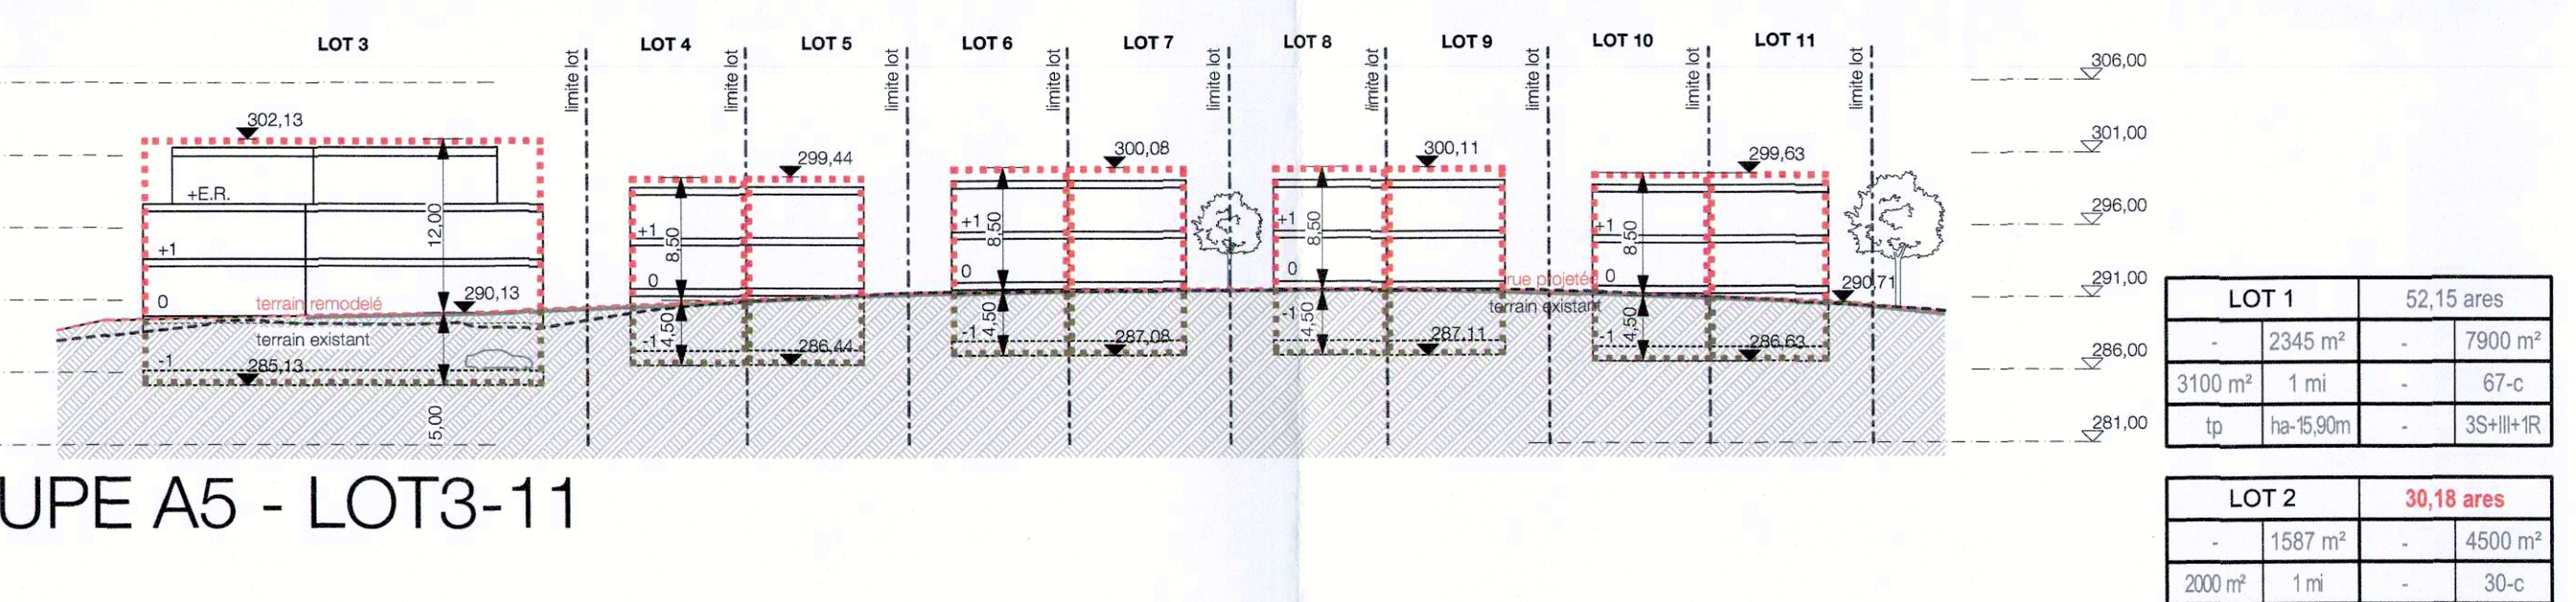 LOT 3
LOT 4
LOT 5
LOT 6
LOT 7
LOT 8
LOT 9
LOT 10
LOT 11
limite lot
limite lot
limite lot
limite lot
limite lot
limite lot
limite lot
limite lot
limite lot
306,00
301,00
296,00
291,00
286,00
281,00
302,13
+E.R.
+1
0
-1
12,00
290,13
terrain remodelé
terrain existant
285,13
5,00
299,44
+1
8,50
0
-1
4,50
286,44
300,08
+1
8,50
0
-1
4,50
287,08
300,11
+1
8,50
0
-1
4,50
287,11
rue projetée
terrain existant
299,63
+1
8,50
0
-1
4,50
286,63
290,71
UPE A5 - LOT3-11
LOT 1 52,15 ares
- 2345 m² - 7900 m²
3100 m² 1 mi - 67-c
tp ha-15,90m - 3S+III+1R
LOT 2 30,18 ares
- 1587 m² - 4500 m²
2000 m² 1 mi - 30-c